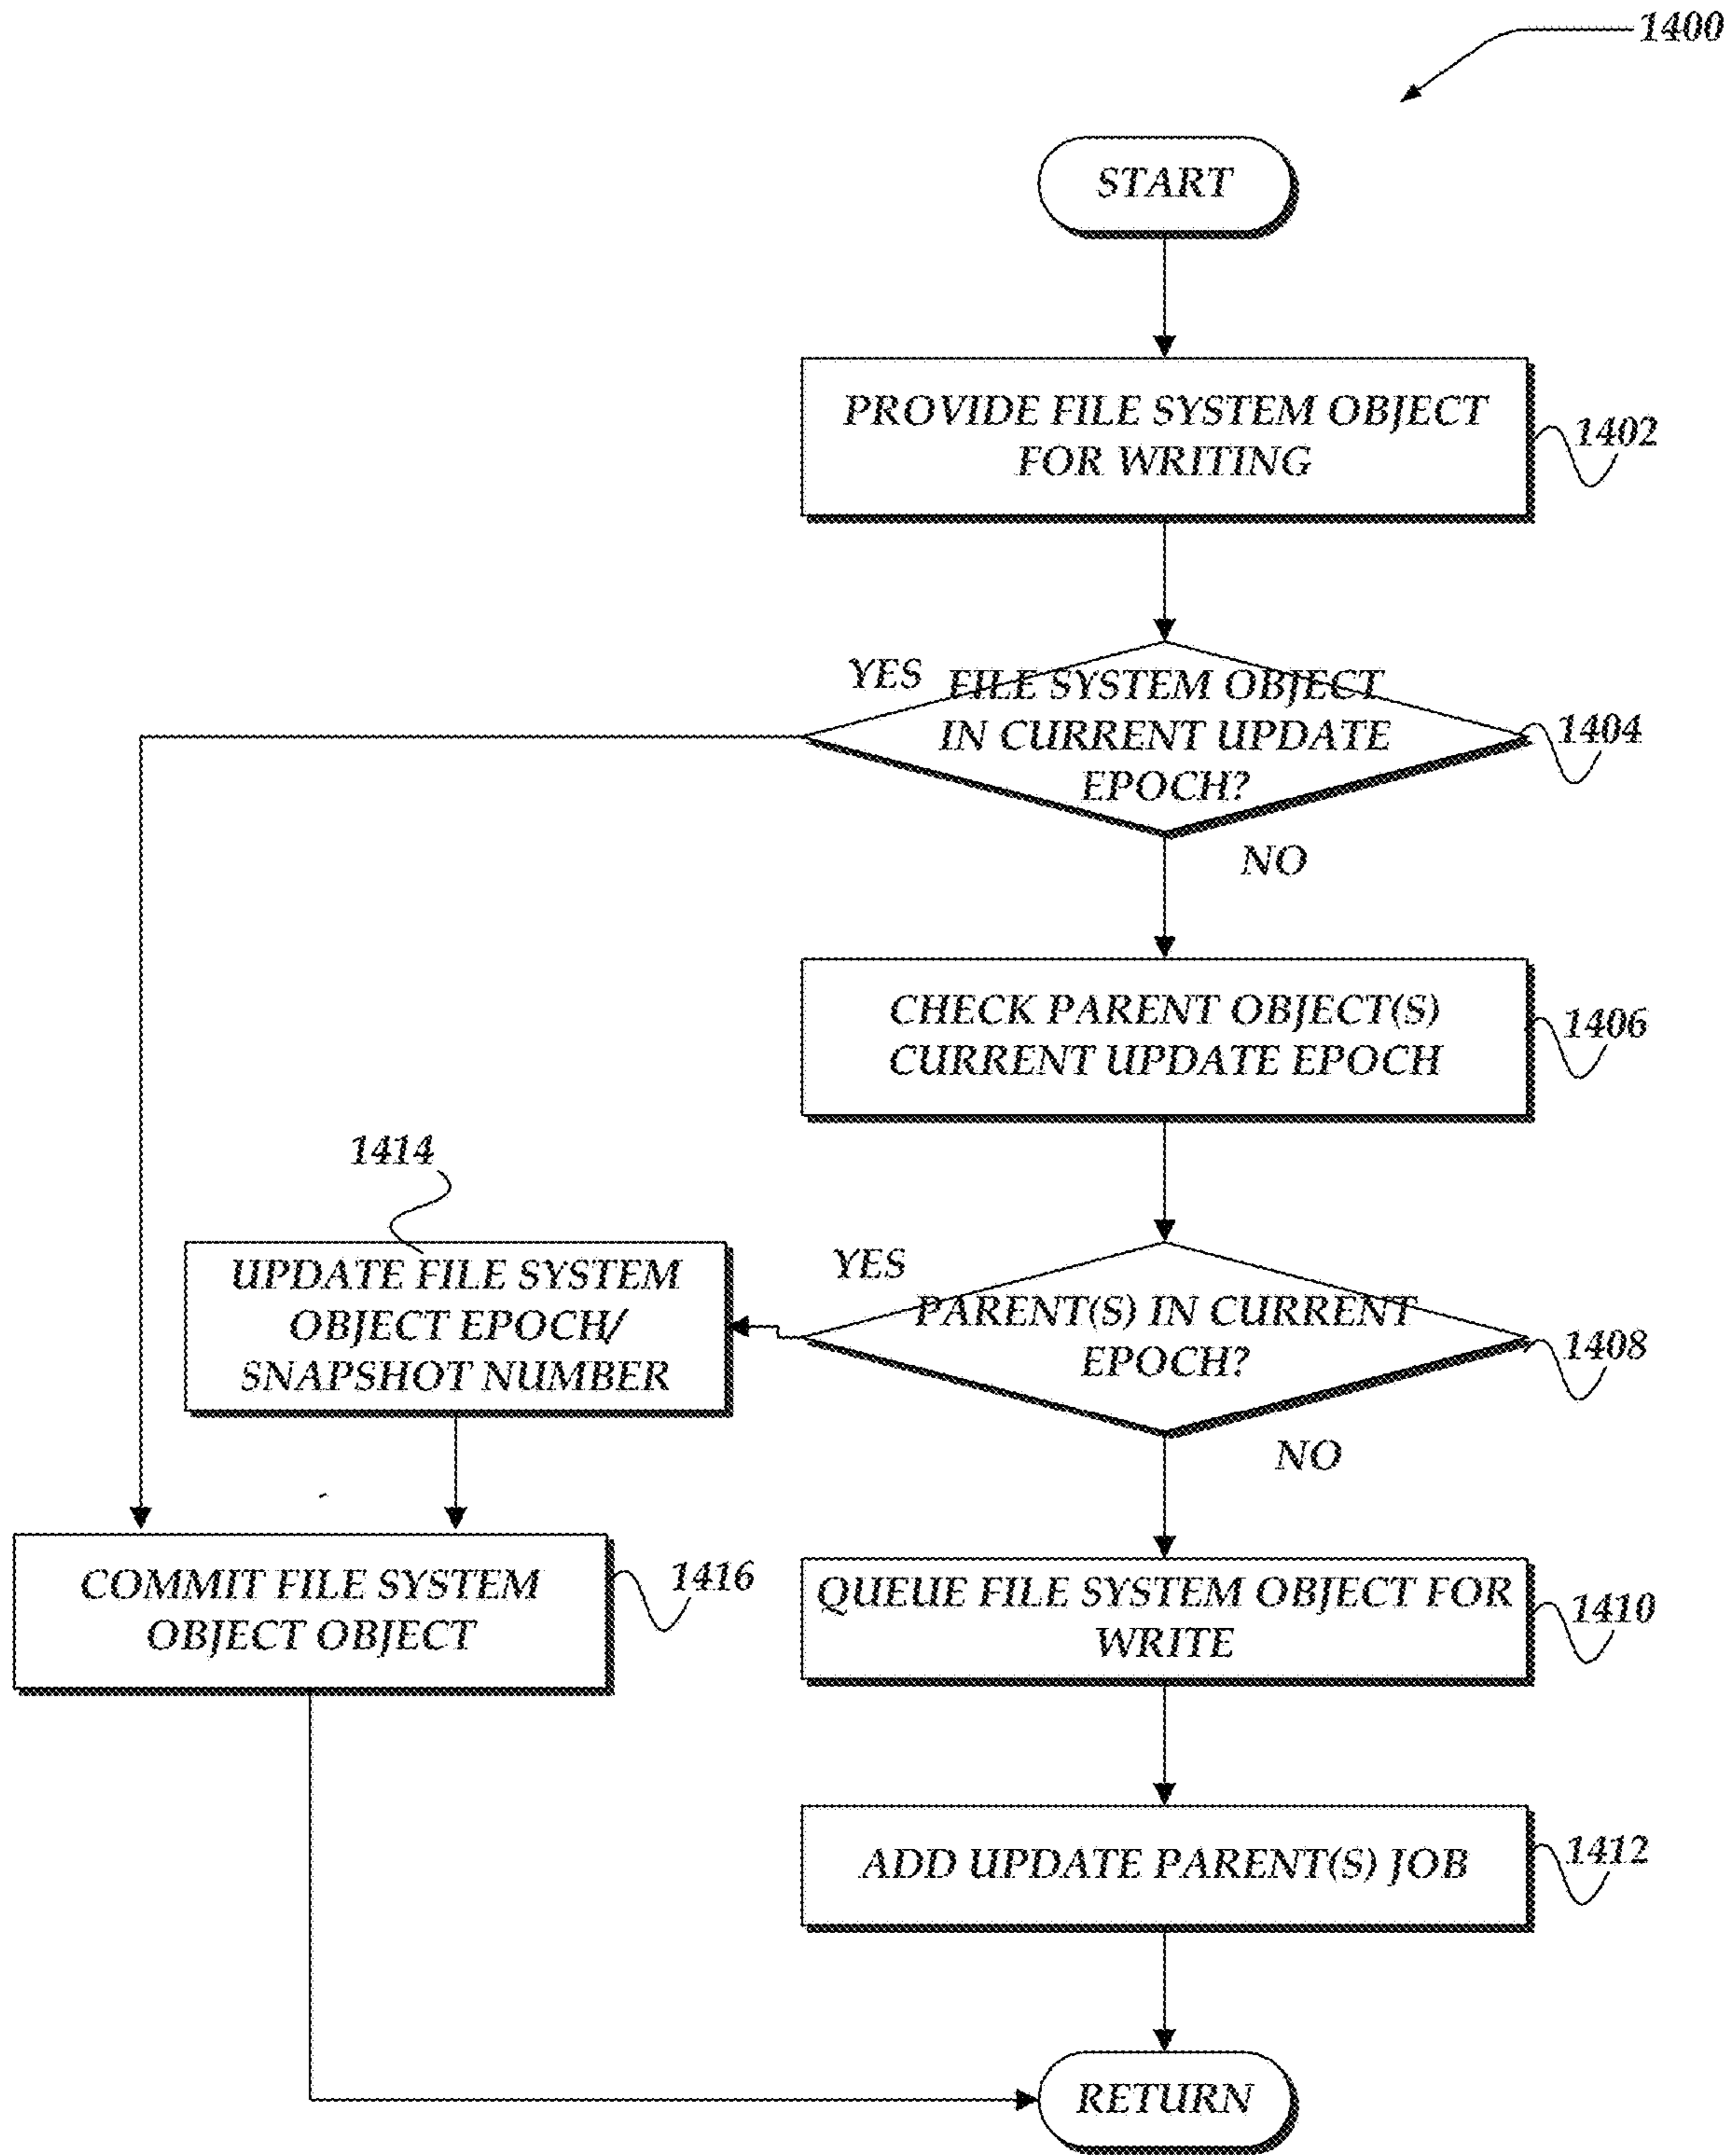 1400
START
PROVIDE FILE SYSTEM OBJECT
FOR WRITING
1402
YES
FILE SYSTEM OBJECT
IN CURRENT UPDATE
EPOCH?
1404
NO
CHECK PARENT OBJECT(S)
CURRENT UPDATE EPOCH
1406
1414
UPDATE FILE SYSTEM
OBJECT EPOCH/
SNAPSHOT NUMBER
YES
PARENT(S) IN CURRENT
EPOCH?
1408
NO
COMMIT FILE SYSTEM
OBJECT OBJECT
1416
QUEUE FILE SYSTEM OBJECT FOR
WRITE
1410
ADD UPDATE PARENT(S) JOB
1412
RETURN